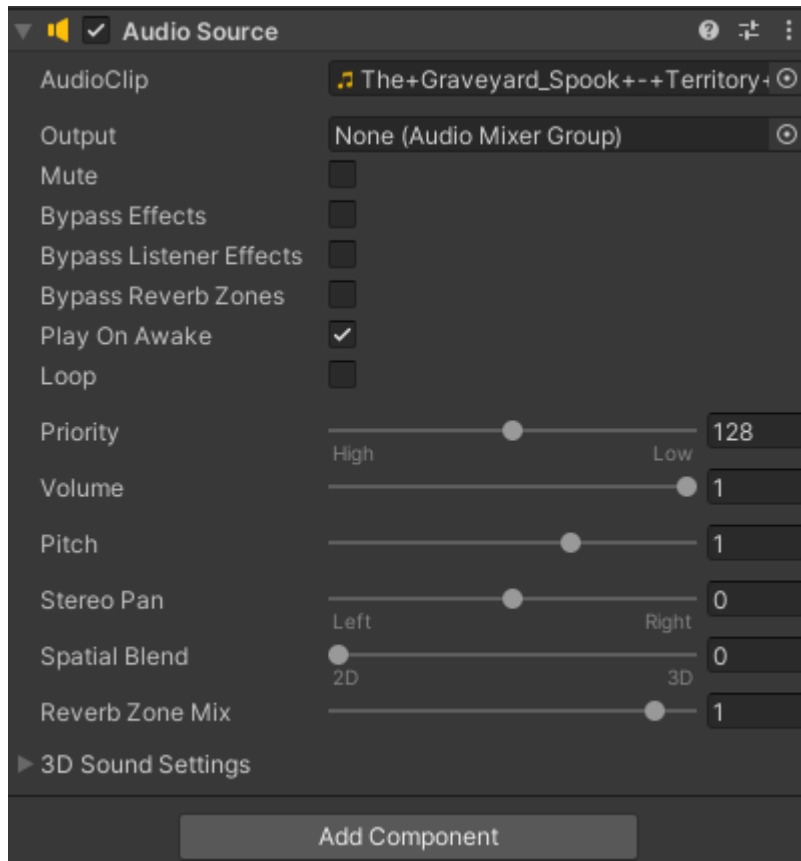 Audio Source
AudioClip The+Graveyard_Spook+-+Territory+
Output None (Audio Mixer Group)
Mute
Bypass Effects
Bypass Listener Effects
Bypass Reverb Zones
Play On Awake
Loop
Priority 128
High Low
Volume 1
Pitch 1
Stereo Pan 0
Left Right
Spatial Blend 0
2D 3D
Reverb Zone Mix 1
3D Sound Settings
Add Component